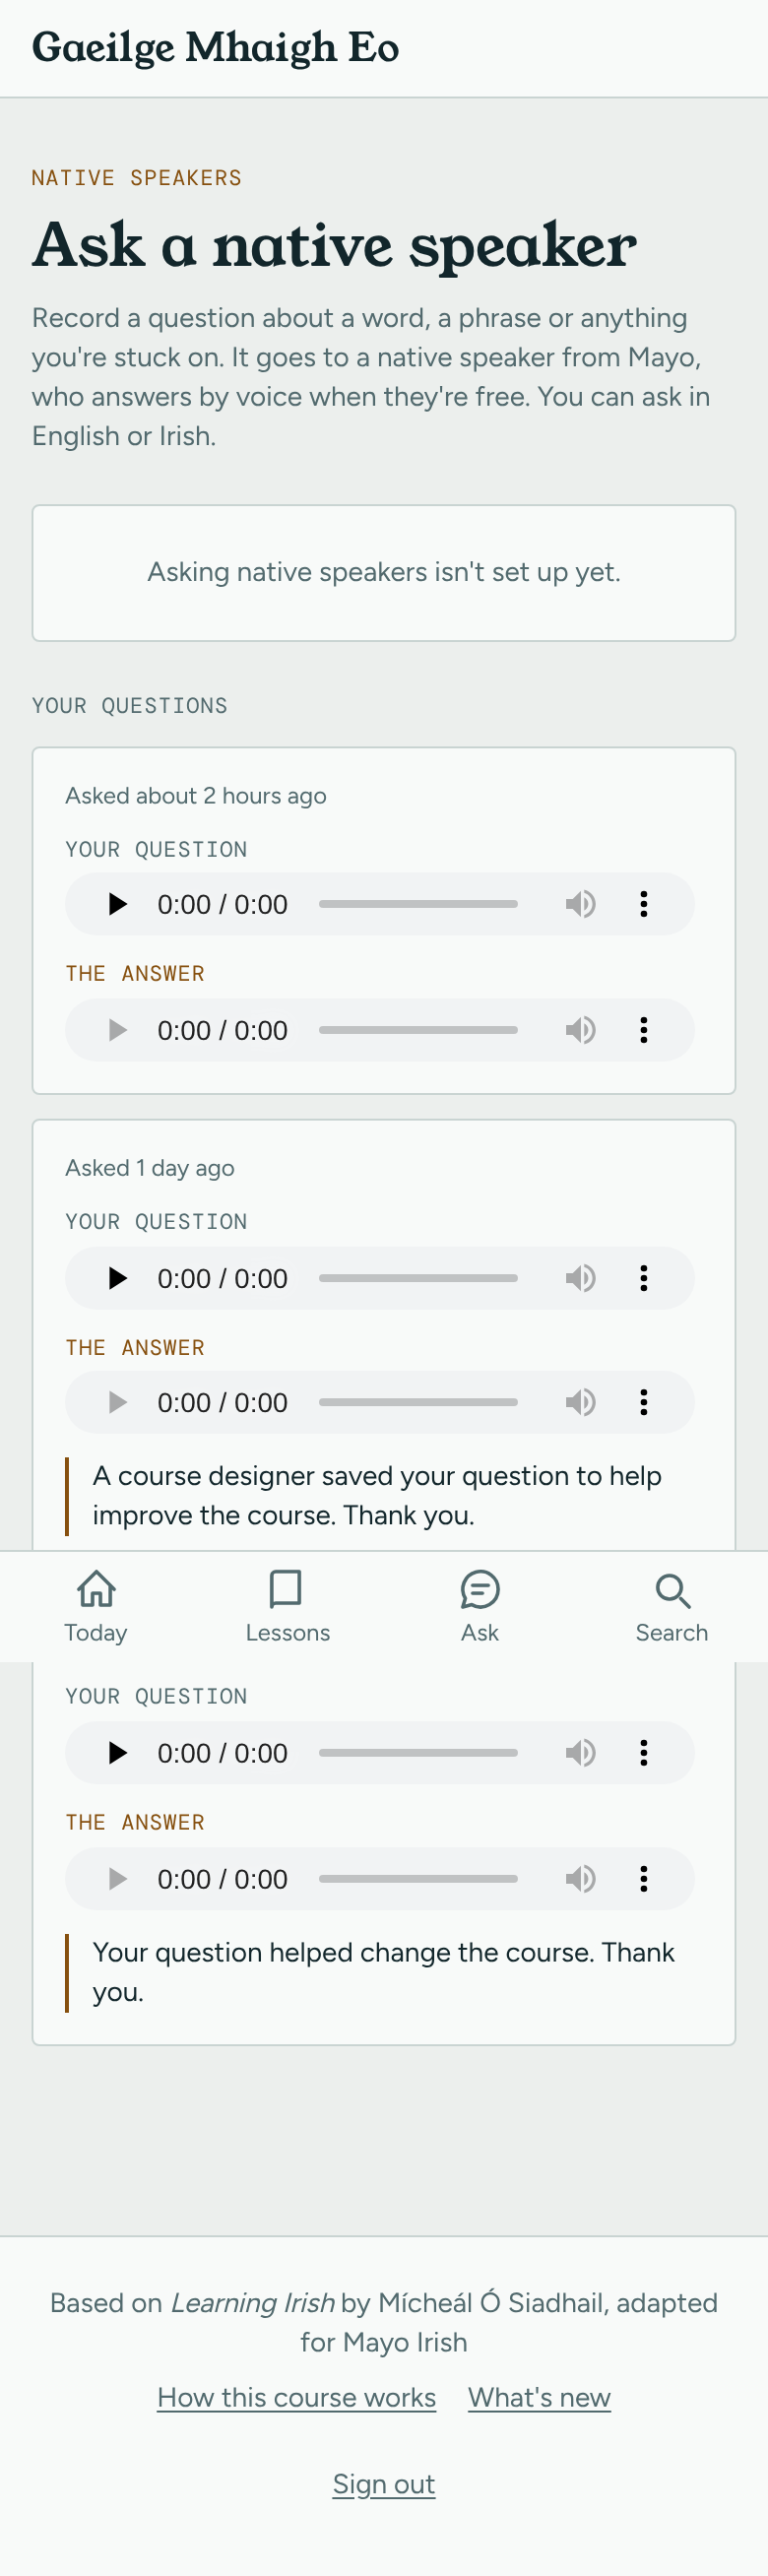 Gaeilge Mhaigh Eo
NATIVE SPEAKERS
Ask a native speaker
Record a question about a word, a phrase or anything
you're stuck on. It goes to a native speaker from Mayo,
who answers by voice when they're free. You can ask in
English or Irish.
Asking native speakers isn't set up yet.
YOUR QUESTIONS
Asked about 2 hours ago
YOUR QUESTION
0:00 / 0:00
THE ANSWER
0:00 / 0:00
Asked 1 day ago
YOUR QUESTION
0:00 / 0:00
THE ANSWER
0:00 / 0:00
A course designer saved your question to help
improve the course. Thank you.
Today Lessons Ask Search
YOUR QUESTION
0:00 / 0:00
THE ANSWER
0:00 / 0:00
Your question helped change the course. Thank
you.
Based on Learning Irish by Mícheál Ó Siadhail, adapted
for Mayo Irish
How this course works What's new
Sign out